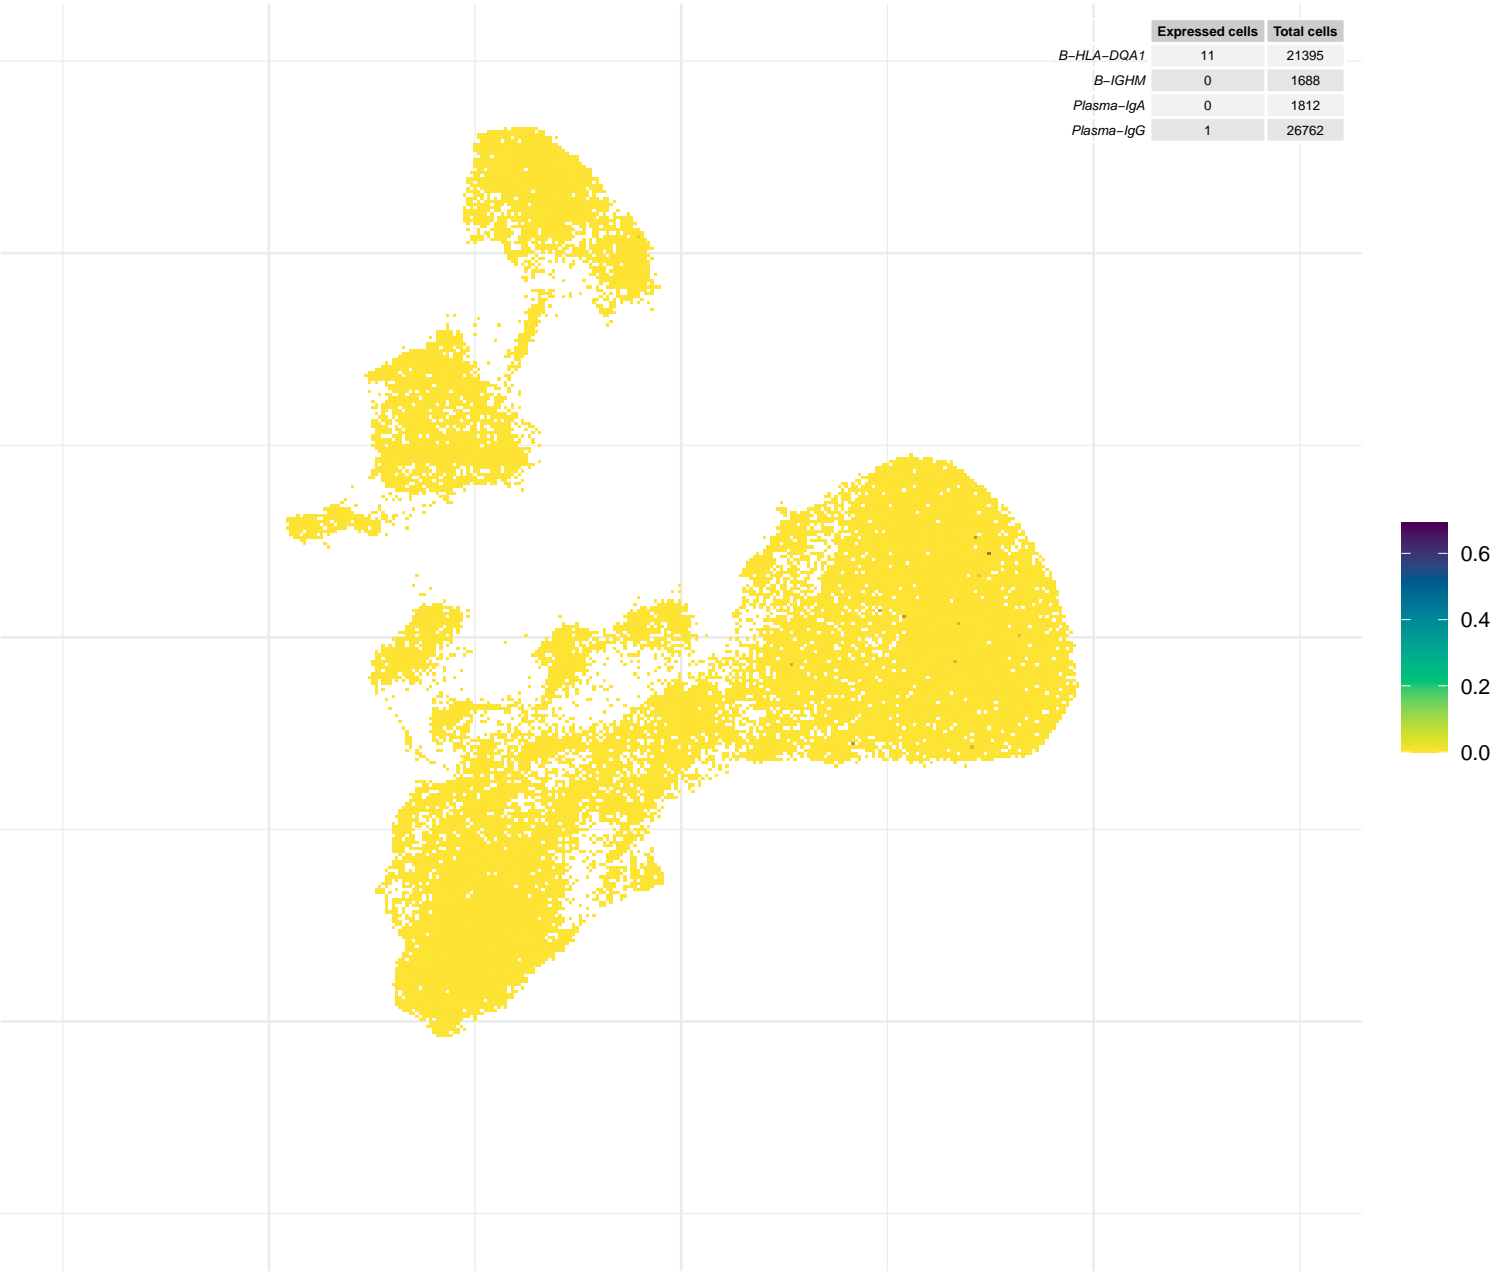 Expressed cells Total cells
B−HLA−DQA1 11 21395
B−IGHM 0 1688
Plasma−IgA 0 1812
Plasma−IgG 1 26762
0.6
0.4
0.2
0.0